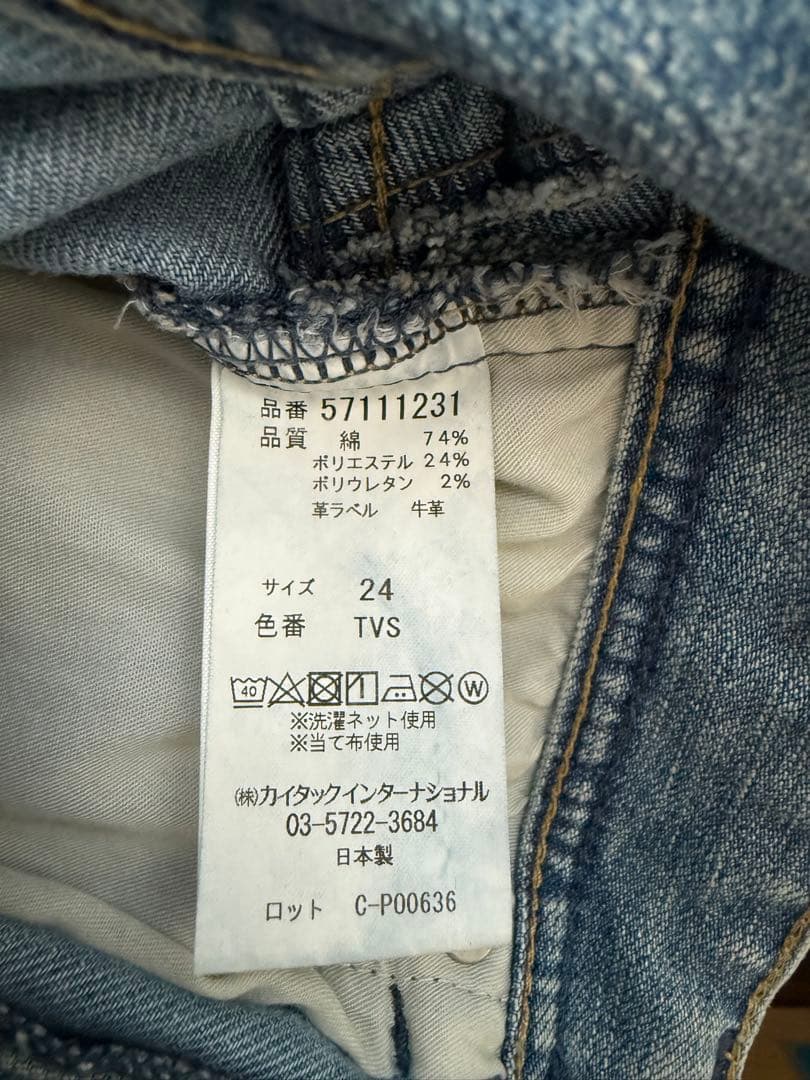 品番 57111231
品質 綿 74%
ポリエステル 24%
ポリウレタン 2%
革ラベル 牛革
サイズ 24
色番 TVS
40 W
※洗濯ネット使用
※当て布使用
㈱カイタックインターナショナル
03-5722-3684
日本製
ロット C-P00636